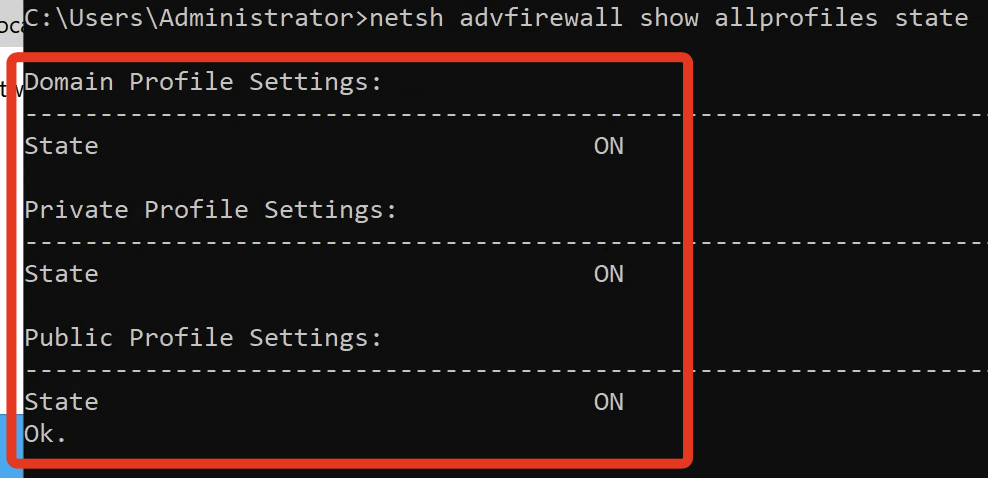 C:\Users\Administrator>netsh advfirewall show allprofiles state
Domain Profile Settings:
----------------------------------------------------------------
State ON
Private Profile Settings:
----------------------------------------------------------------
State ON
Public Profile Settings:
----------------------------------------------------------------
State ON
Ok.